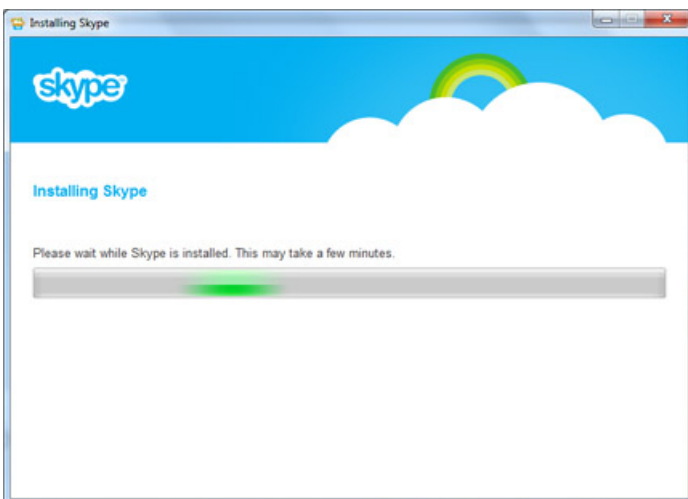 Installing Skype
skype
Installing Skype
Please wait while Skype is installed. This may take a few minutes.